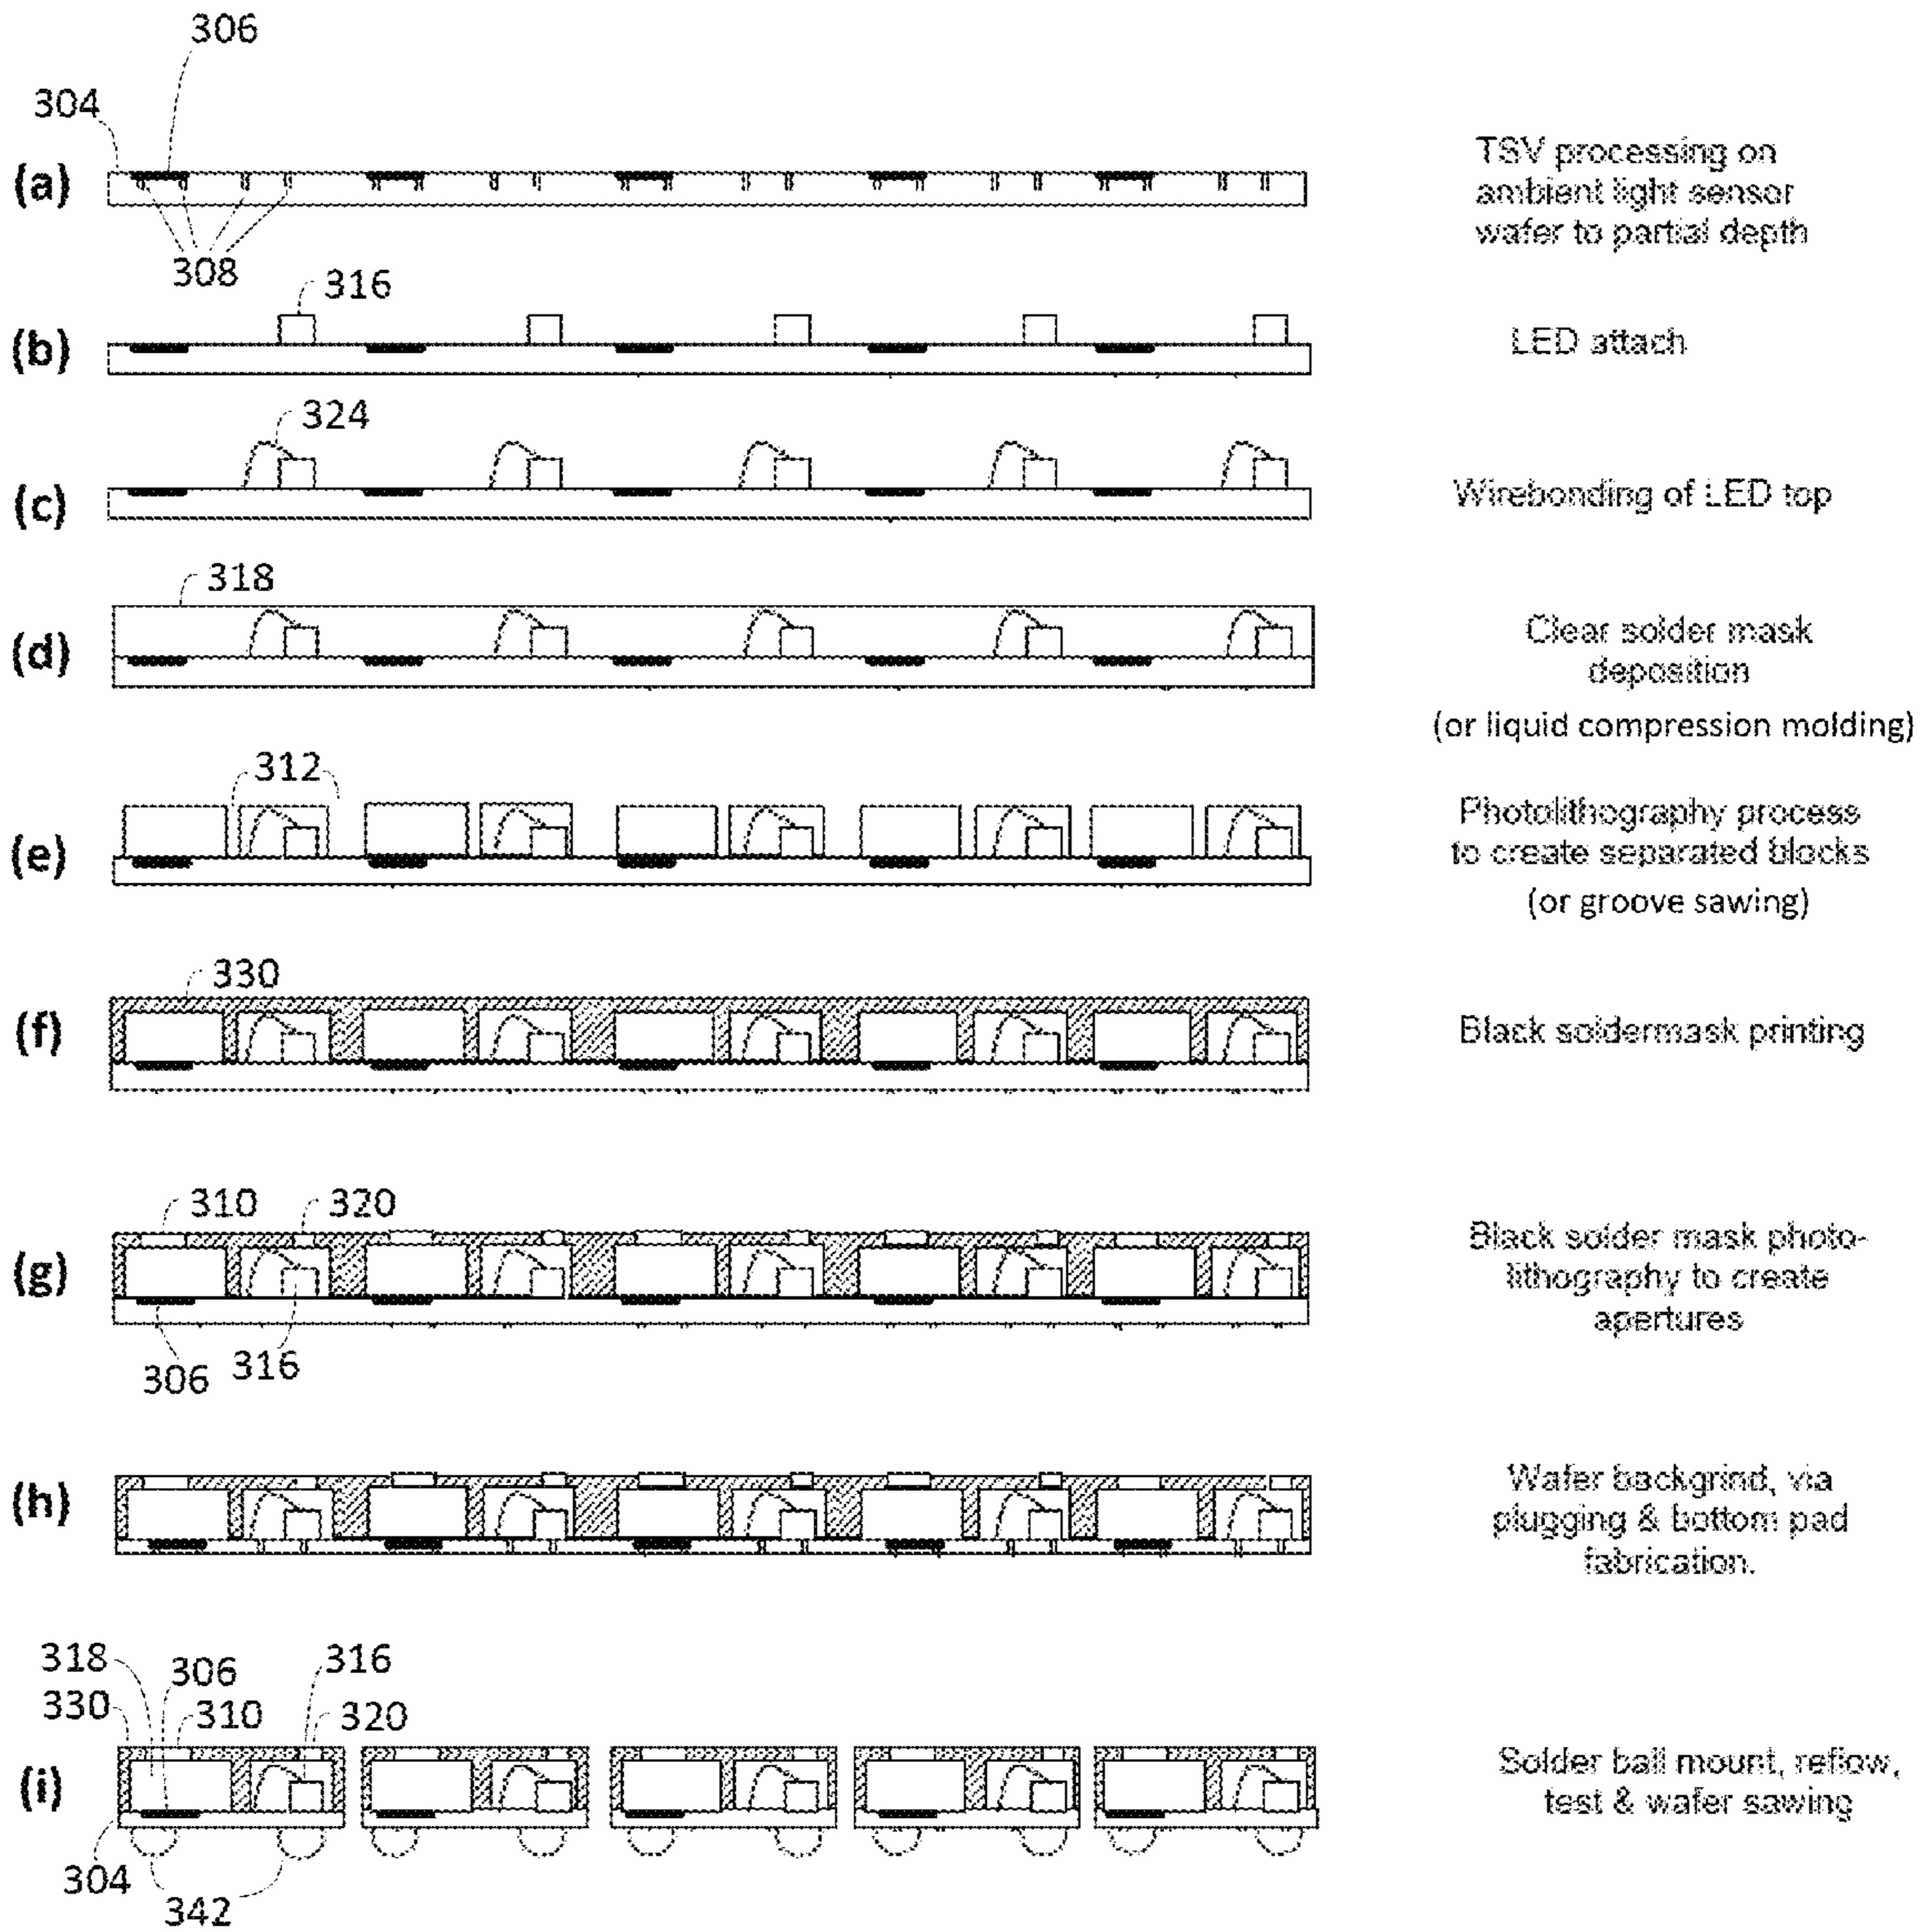 306
304
(a)
TSV processing on
ambient light sensor
wafer to partial depth
308
316
(b)
LED attach
324
(c)
Wirebonding of LED top
318
(d)
Clear solder mask
deposition
(or liquid compression molding)
312
(e)
Photolithography process
to create separated blocks
(or groove sawing)
330
(f)
Black soldermask printing
310
320
(g)
Black solder mask photo-
lithography to create
apertures
306
316
(h)
Wafer backgrind, via
plugging & bottom pad
fabrication.
318
306
316
330
310
320
(i)
Solder ball mount, reflow,
test & wafer sawing
304
342